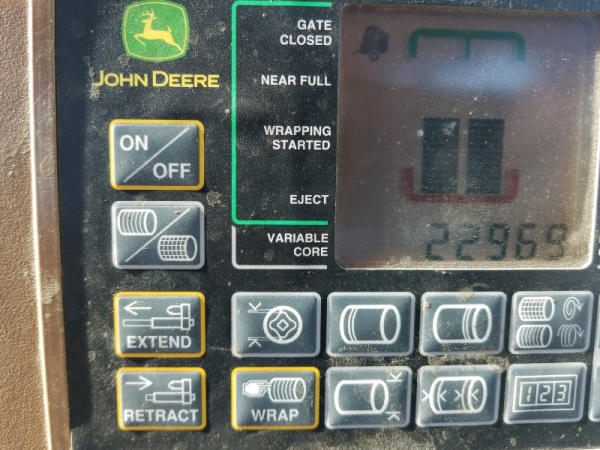 JOHN DEERE
GATE
CLOSED
NEAR FULL
WRAPPING
STARTED
EJECT
VARIABLE
CORE
22969
ON
OFF
EXTEND
RETRACT
WRAP
123